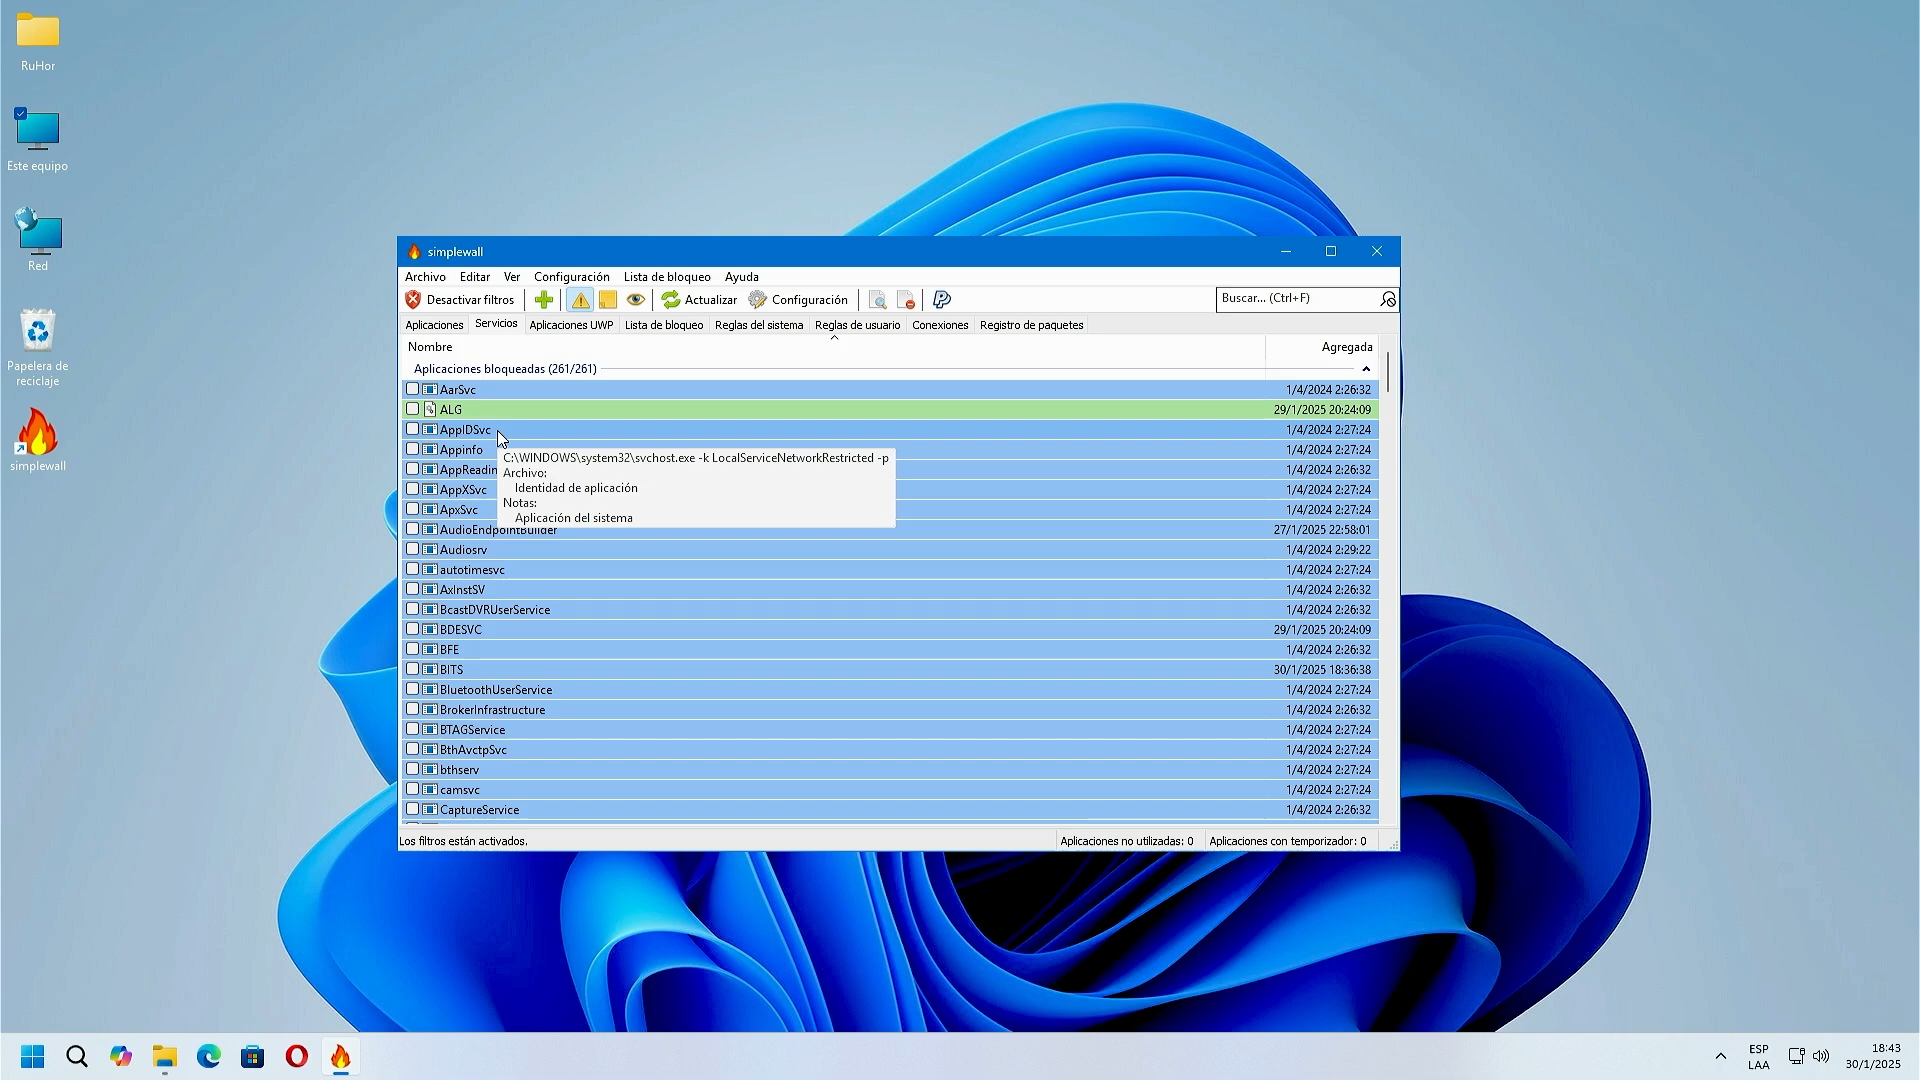 RuHor
Este equipo
Red
Papelera de
reciclaje
simplewall
simplewall
Archivo Editar Ver Configuración Lista de bloqueo Ayuda
Desactivar filtros Actualizar Configuración Buscar... (Ctrl+F)
Aplicaciones Servicios Aplicaciones UWP Lista de bloqueo Reglas del sistema Reglas de usuario Conexiones Registro de paquetes
Nombre Agregada
Aplicaciones bloqueadas (261/261)
AarSvc 1/4/2024 2:26:32
ALG 29/1/2025 20:24:09
AppIDSvc 1/4/2024 2:27:24
Appinfo 1/4/2024 2:27:24
C:\WINDOWS\system32\svchost.exe -k LocalServiceNetworkRestricted -p
Archivo:
Identidad de aplicación
Notas:
Aplicación del sistema
AppReadin 1/4/2024 2:26:32
AppXSvc 1/4/2024 2:27:24
ApxSvc 1/4/2024 2:27:24
AudioEndpointBuilder 27/1/2025 22:58:01
Audiosrv 1/4/2024 2:29:22
autotimesvc 1/4/2024 2:27:24
AxInstSV 1/4/2024 2:26:32
BcastDVRUserService 1/4/2024 2:26:32
BDESVC 29/1/2025 20:24:09
BFE 1/4/2024 2:26:32
BITS 30/1/2025 18:36:38
BluetoothUserService 1/4/2024 2:27:24
BrokerInfrastructure 1/4/2024 2:26:32
BTAGService 1/4/2024 2:27:24
BthAvctpSvc 1/4/2024 2:27:24
bthserv 1/4/2024 2:27:24
camsvc 1/4/2024 2:27:24
CaptureService 1/4/2024 2:26:32
Los filtros están activados. Aplicaciones no utilizadas: 0 Aplicaciones con temporizador: 0
ESP
LAA
18:43
30/1/2025